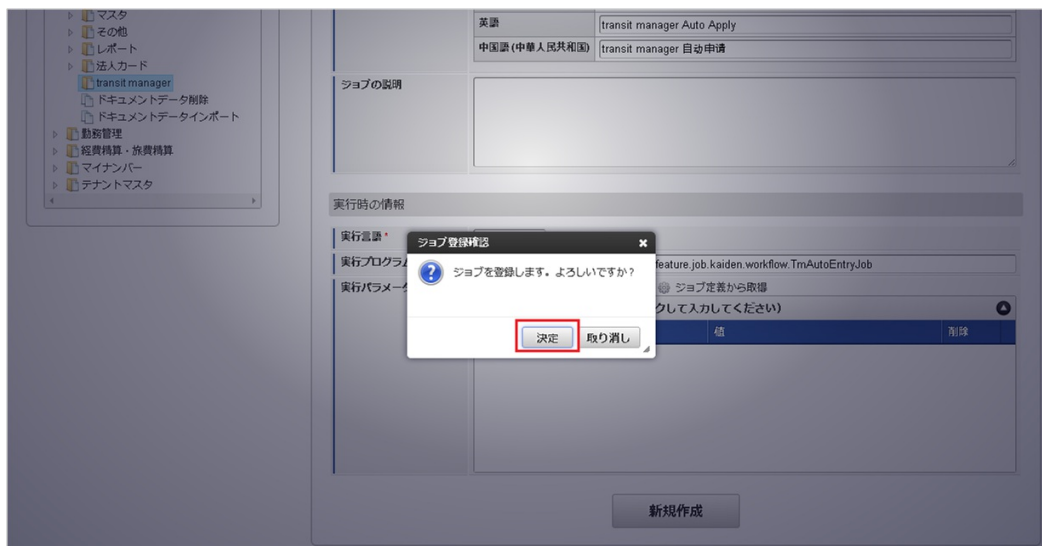 マスタ
その他
レポート
法人カード
transit manager
ドキュメントデータ削除
ドキュメントデータインポート
勤務管理
経費精算・旅費精算
マイナンバー
テナントマスタ
英語
transit manager Auto Apply
中国語 (中華人民共和国)
transit manager 自动申请
ジョブの説明
実行時の情報
実行言語 *
実行プログラ
feature.job.kaiden.workflow.TmAutoEntryJob
実行パラメータ
ジョブ定義から取得
クして入力してください)
値
削除
ジョブ登録確認
ジョブを登録します。よろしいですか?
決定
取り消し
新規作成